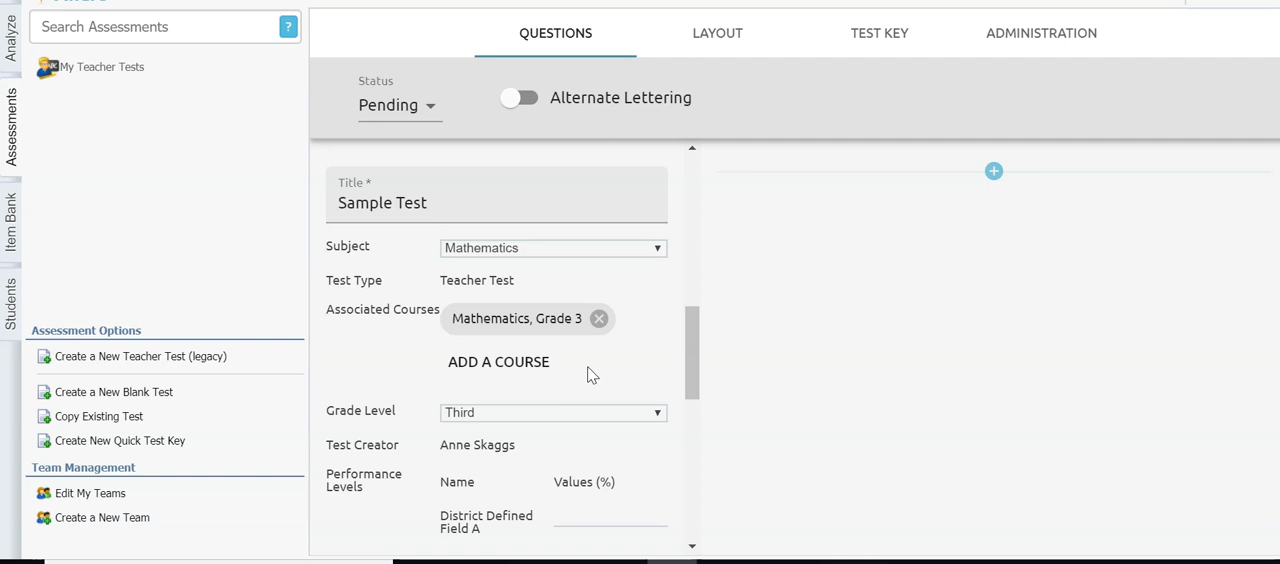 Analyze
Assessments
Item Bank
Students
Search Assessments
?
My Teacher Tests
Assessment Options
Create a New Teacher Test (legacy)
Create a New Blank Test
Copy Existing Test
Create New Quick Test Key
Team Management
Edit My Teams
Create a New Team
QUESTIONS LAYOUT TEST KEY ADMINISTRATION
Status
Pending
Alternate Lettering
Title *
Sample Test
Subject Mathematics
Test Type Teacher Test
Associated Courses Mathematics, Grade 3
ADD A COURSE
Grade Level Third
Test Creator Anne Skaggs
Performance
Levels
Name Values (%)
District Defined
Field A